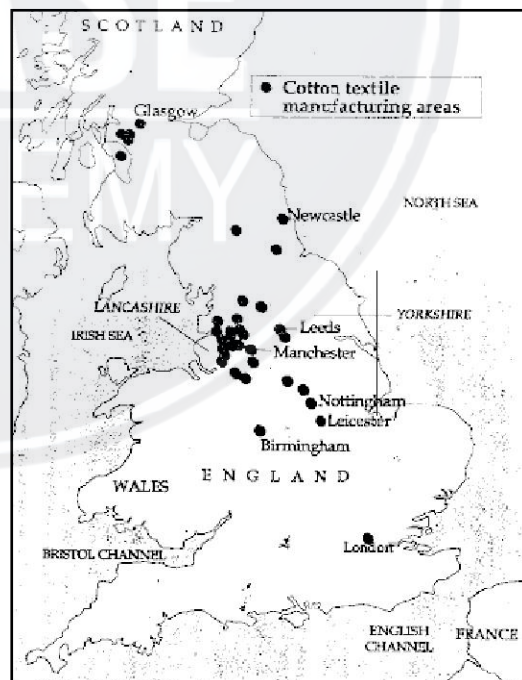 SCOTLAND
Cotton textile
manufacturing areas
Glasgow
EMY
Newcastle
NORTH SEA
LANCASHIRE
YORKSHIRE
IRISH SEA
Leeds
Manchester
Nottingham
Leicester
Birmingham
ENGLAND
WALES
London
BRISTOL CHANNEL
ENGLISH
CHANNEL
FRANCE